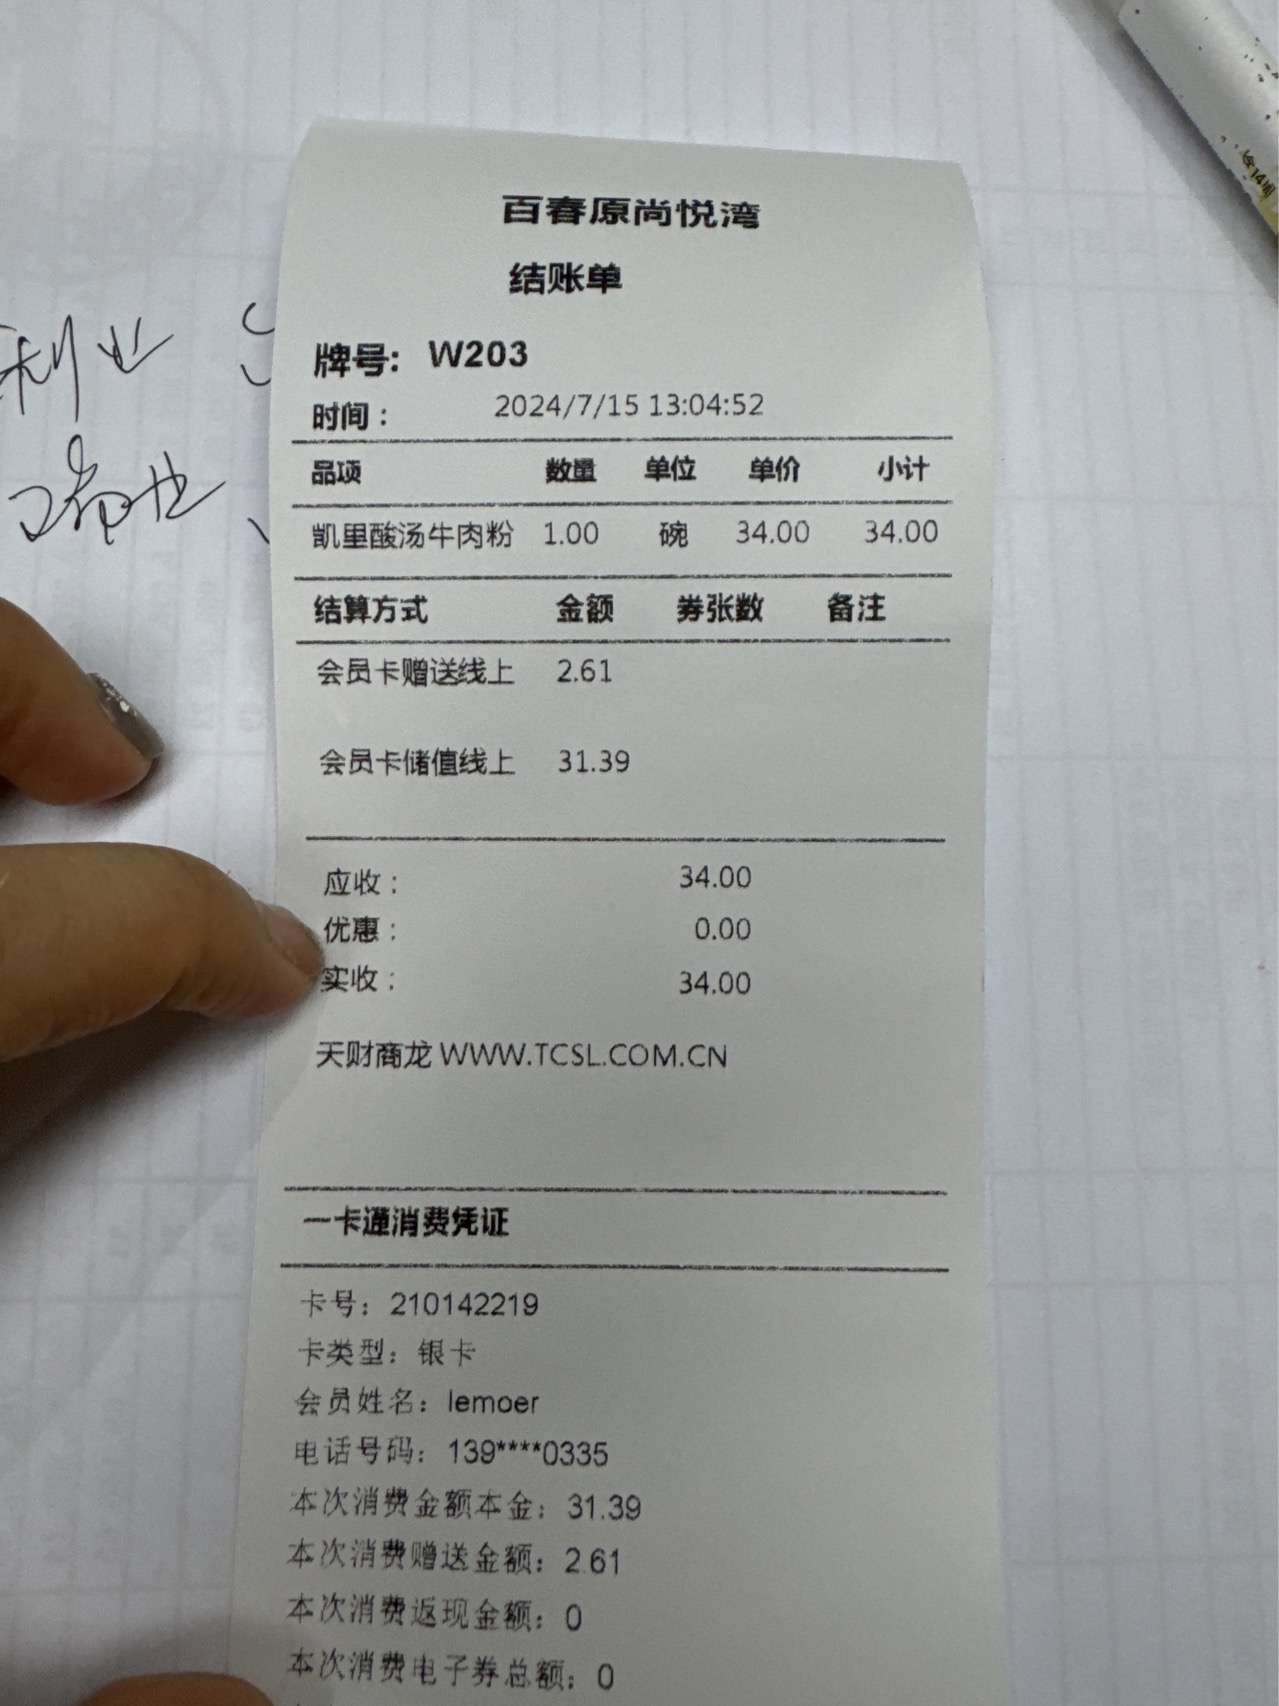 百春原尚悦湾
结账单
牌号: W203
时间： 2024/7/15 13:04:52
品项 数量 单位 单价 小计
凯里酸汤牛肉粉 1.00 碗 34.00 34.00
结算方式 金额 券张数 备注
会员卡赠送线上 2.61
会员卡储值线上 31.39
应收： 34.00
优惠： 0.00
实收： 34.00
天财商龙 WWW.TCSL.COM.CN
一卡通消费凭证
卡号: 210142219
卡类型: 银卡
会员姓名: lemoer
电话号码: 139****0335
本次消费金额本金: 31.39
本次消费赠送金额: 2.61
本次消费返现金额: 0
本次消费电子券总额: 0